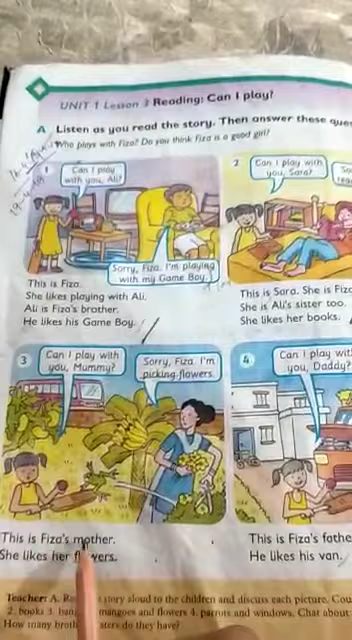 UNIT 1 Lesson 3 Reading: Can I play?
A Listen as you read the story. Then answer these
Who plays with Fiza? Do you think Fiza is a good girl?
1
Can I play
with you, Ali?
Sorry, Fiza. I'm playing
with my Game Boy.
This is Fiza.
She likes playing with Ali.
Ali is Fiza's brother.
He likes his Game Boy.
2
Can I play with
you, Sara?
This is Sara. She is
She is Ali's sister too.
She likes her books.
3
Can I play with
you, Mummy?
Sorry, Fiza. I'm
picking flowers.
This is Fiza's mother.
She likes her flowers.
4
Can I play
you, Daddy?
This is Fiza's
He likes his van.
Teacher: A. story aloud to the children and discuss each picture.
2. books 3. mangoes and flowers 4. parrots and windows. Chat about
How many do they have?